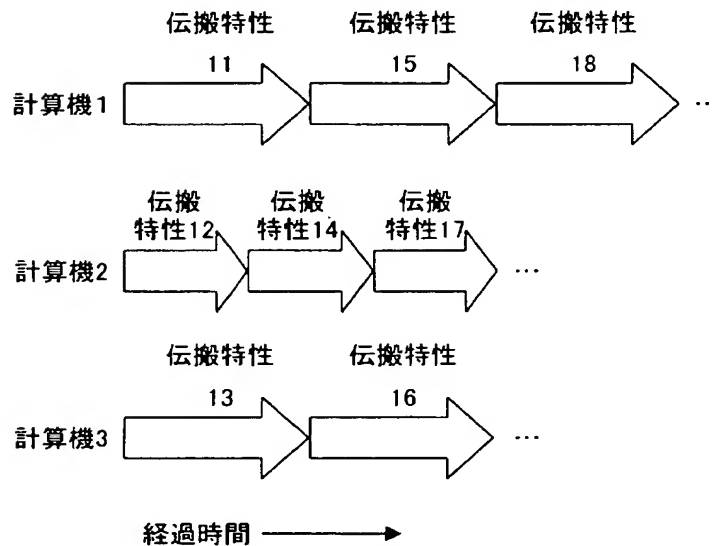 伝搬特性 伝搬特性 伝搬特性
11 15 18
計算機1 ‥
伝搬 伝搬 伝搬
特性12 特性14 特性17
計算機2 …
伝搬特性 伝搬特性
13 16
計算機3 …
経過時間